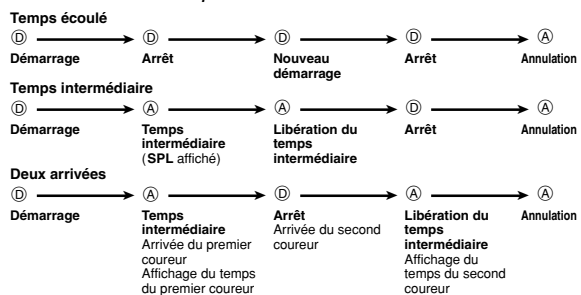 Temps écoulé
Ⓓ Ⓓ Ⓓ Ⓓ Ⓐ
Démarrage Arrêt Nouveau démarrage Arrêt Annulation
Temps intermédiaire
Ⓓ Ⓐ Ⓐ Ⓓ Ⓐ
Démarrage Temps intermédiaire (SPL affiché) Libération du temps intermédiaire Arrêt Annulation
Deux arrivées
Ⓓ Ⓐ Ⓓ Ⓐ Ⓐ
Démarrage Temps intermédiaire Arrivée du premier coureur Affichage du temps du premier coureur Arrêt Arrivée du second coureur Libération du temps intermédiaire Affichage du temps du second coureur Annulation